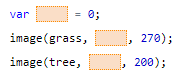 var = 0;
image(grass, , 270);
image(tree, , 200);